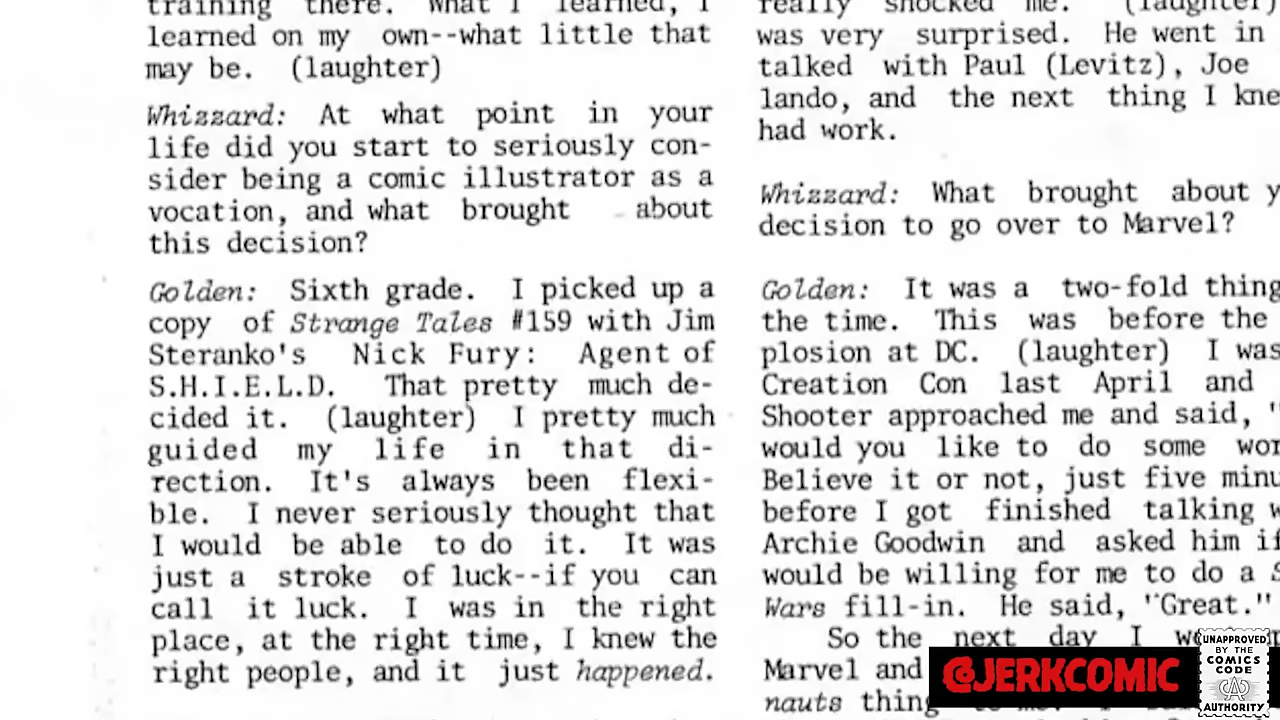 training there. What I learned, I
learned on my own--what little that
may be. (laughter)
Whizzard: At what point in your
life did you start to seriously con-
sider being a comic illustrator as a
vocation, and what brought about
this decision?
Golden: Sixth grade. I picked up a
copy of Strange Tales #159 with Jim
Steranko's Nick Fury: Agent of
S.H.I.E.L.D. That pretty much de-
cided it. (laughter) I pretty much
guided my life in that di-
rection. It's always been flexi-
ble. I never seriously thought that
I would be able to do it. It was
just a stroke of luck--if you can
call it luck. I was in the right
place, at the right time, I knew the
right people, and it just happened.
really shocked me. (laughter)
was very surprised. He went in
talked with Paul (Levitz), Joe
lando, and the next thing I kne
had work.
Whizzard: What brought about y
decision to go over to Marvel?
Golden: It was a two-fold thing
the time. This was before the
plosion at DC. (laughter) I was
Creation Con last April and
Shooter approached me and said, "
would you like to do some wor
Believe it or not, just five minu
before I got finished talking w
Archie Goodwin and asked him if
would be willing for me to do a S
Wars fill-in. He said, "Great."
So the next day I we
Marvel and
nauts thing to me. I
@JERKCOMIC
UNAPPROVED
BY THE
COMICS
CODE
AUTHORITY